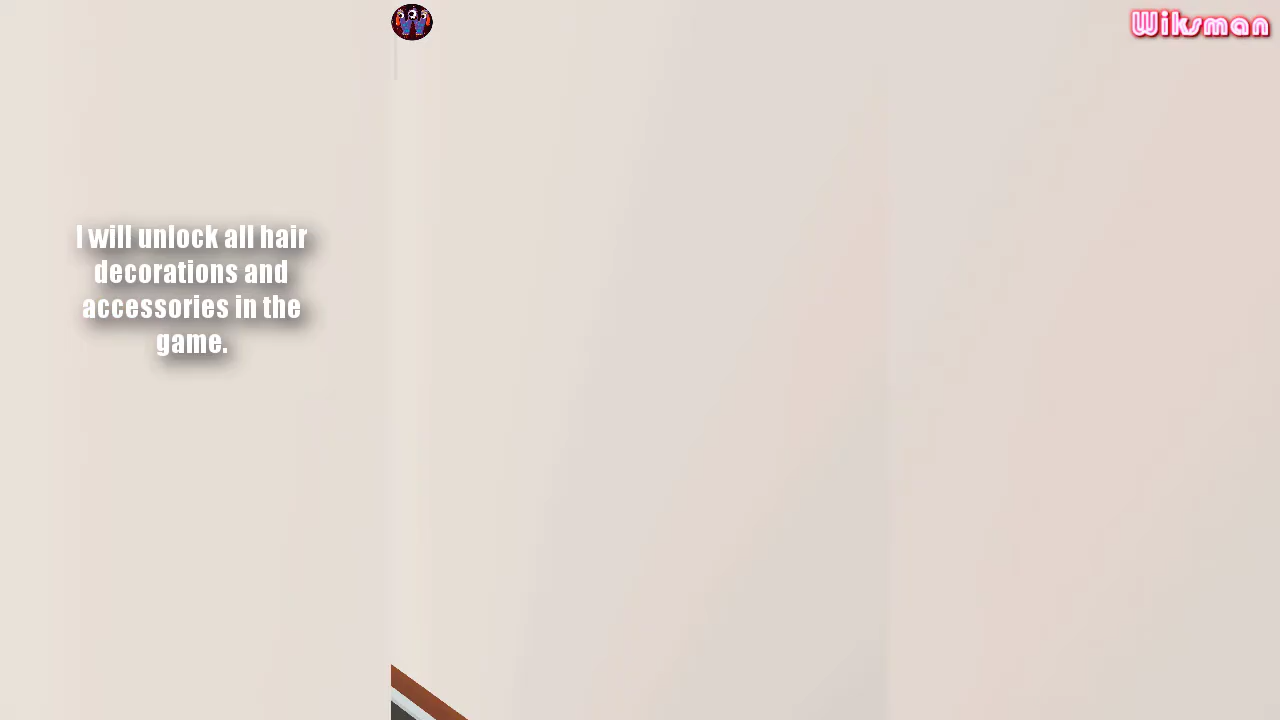 Wiksman
I will unlock all hair
decorations and
accessories in the
game.